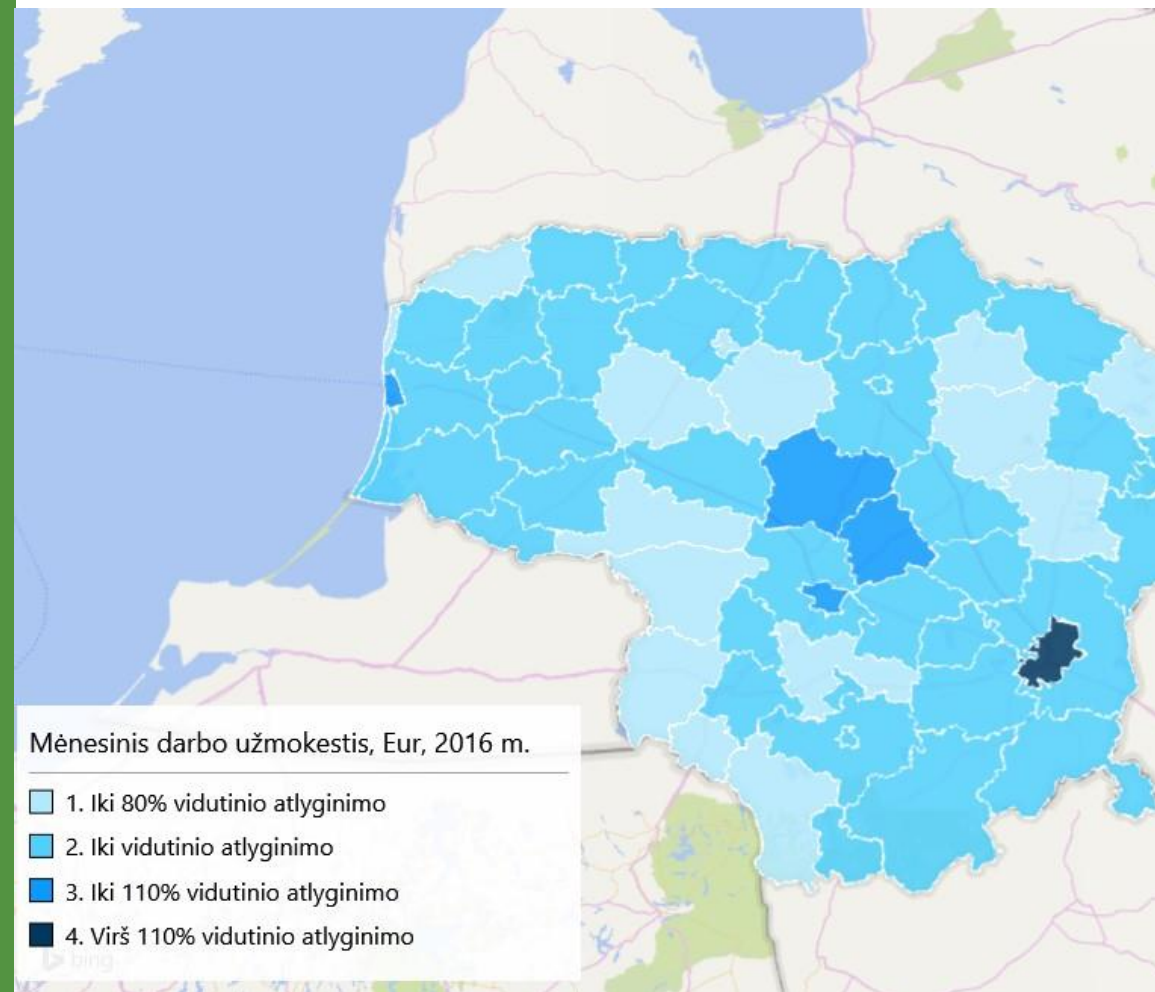 Mėnesinis darbo užmokestis, Eur, 2016 m.
1. Iki 80% vidutinio atlyginimo
2. Iki vidutinio atlyginimo
3. Iki 110% vidutinio atlyginimo
4. Virš 110% vidutinio atlyginimo
bing